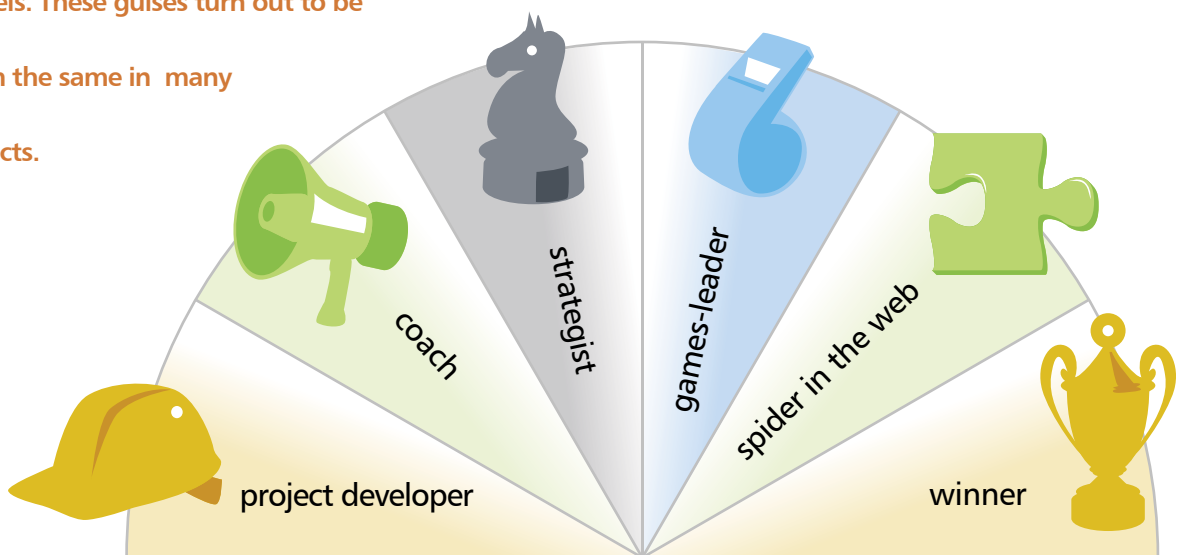 els. These guises turn out to be
n the same in many
cts.
project developer
coach
strategist
games-leader
spider in the web
winner